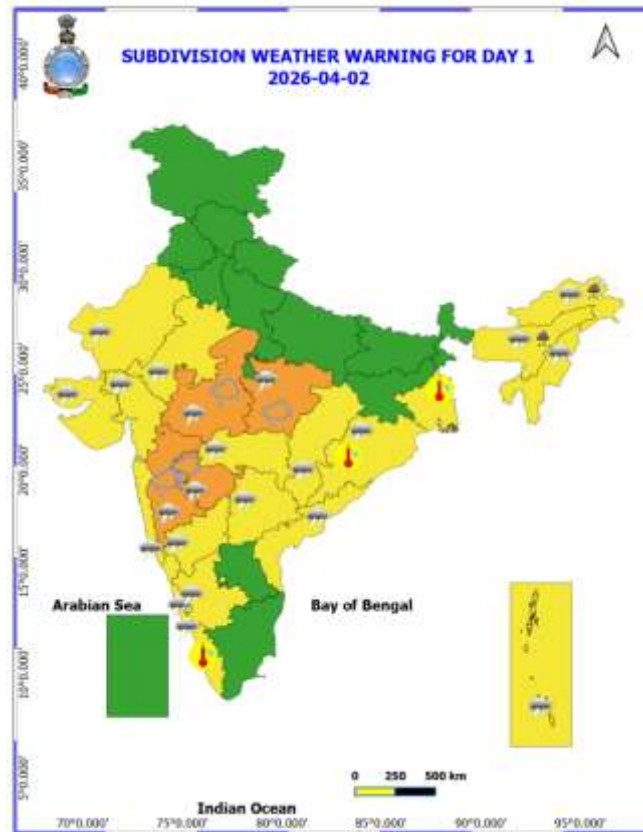 SUBDIVISION WEATHER WARNING FOR DAY 1
2026-04-02
40°0.000'
35°0.000'
30°0.000'
25°0.000'
20°0.000'
15°0.000'
10°0.000'
5°0.000'
Arabian Sea
Bay of Bengal
0 250 500 km
Indian Ocean
70°0.000' 75°0.000' 80°0.000' 85°0.000' 90°0.000' 95°0.000'